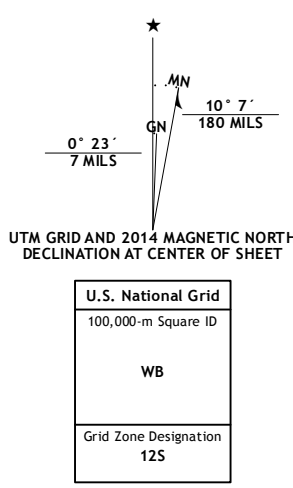 ★
MN
GN
10° 7´
180 MILS
0° 23´
7 MILS
UTM GRID AND 2014 MAGNETIC NORTH
DECLINATION AT CENTER OF SHEET
U.S. National Grid
100,000-m Square ID
WB
Grid Zone Designation
12S